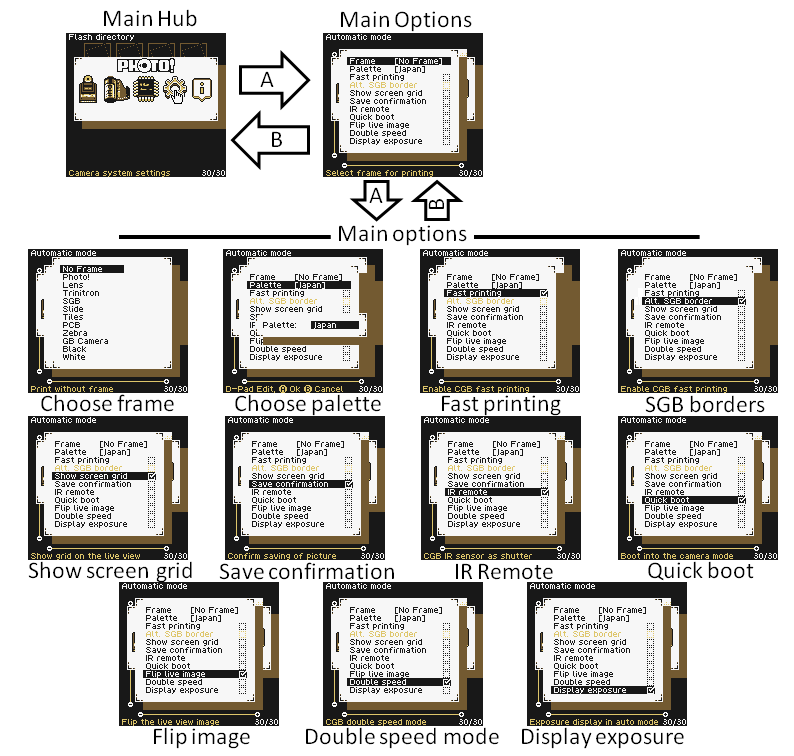 Main Hub
Main Options
Flash directory
PHOTO!
Camera system settings 30/30
A
B
Automatic mode
Frame [No Frame]
Palette [Japan]
Fast printing
Alt. SGB border
Show screen grid
Save confirmation
IR remote
Quick boot
Flip live image
Double speed
Display exposure
Select frame for printing 30/30
A
B
Main options
Automatic mode
No Frame
Photo!
Lens
Trinitron
SGB
Slide
Tiles
PCB
Zebra
GB Camera
Black
White
Print without frame 30/30
Choose frame
Automatic mode
Frame [No Frame]
Palette [Japan]
Fast printing
Alt. SGB border
Show screen grid
Palette: Japan
Double speed
Display exposure
D-Pad Edit, A Ok B Cancel
Choose palette
Automatic mode
Frame [No Frame]
Palette [Japan]
Fast printing
Alt. SGB border
Show screen grid
Save confirmation
IR remote
Quick boot
Flip live image
Double speed
Display exposure
Enable CGB fast printing 30/30
Fast printing
Automatic mode
Frame [No Frame]
Palette [Japan]
Fast printing
Alt. SGB border
Show screen grid
Save confirmation
IR remote
Quick boot
Flip live image
Double speed
Display exposure
Enable CGB fast printing 30/30
SGB borders
Automatic mode
Frame [No Frame]
Palette [Japan]
Fast printing
Alt. SGB border
Show screen grid
Save confirmation
IR remote
Quick boot
Flip live image
Double speed
Display exposure
Show grid on the live view 30/30
Show screen grid
Automatic mode
Frame [No Frame]
Palette [Japan]
Fast printing
Alt. SGB border
Show screen grid
Save confirmation
IR remote
Quick boot
Flip live image
Double speed
Display exposure
Confirm saving of picture 30/30
Save confirmation
Automatic mode
Frame [No Frame]
Palette [Japan]
Fast printing
Alt. SGB border
Show screen grid
Save confirmation
IR remote
Quick boot
Flip live image
Double speed
Display exposure
CGB IR sensor as shutter 30/30
IR Remote
Automatic mode
Frame [No Frame]
Palette [Japan]
Fast printing
Alt. SGB border
Show screen grid
Save confirmation
IR remote
Quick boot
Flip live image
Double speed
Display exposure
Boot into the camera mode 30/30
Quick boot
Automatic mode
Frame [No Frame]
Palette [Japan]
Fast printing
Alt. SGB border
Show screen grid
Save confirmation
IR remote
Quick boot
Flip live image
Double speed
Display exposure
Flip the live view image 30/30
Flip image
Automatic mode
Frame [No Frame]
Palette [Japan]
Fast printing
Alt. SGB border
Show screen grid
Save confirmation
IR remote
Quick boot
Flip live image
Double speed
Display exposure
CGB double speed mode 30/30
Double speed mode
Automatic mode
Frame [No Frame]
Palette [Japan]
Fast printing
Alt. SGB border
Show screen grid
Save confirmation
IR remote
Quick boot
Flip live image
Double speed
Display exposure
Exposure display in auto mode 30/30
Display exposure